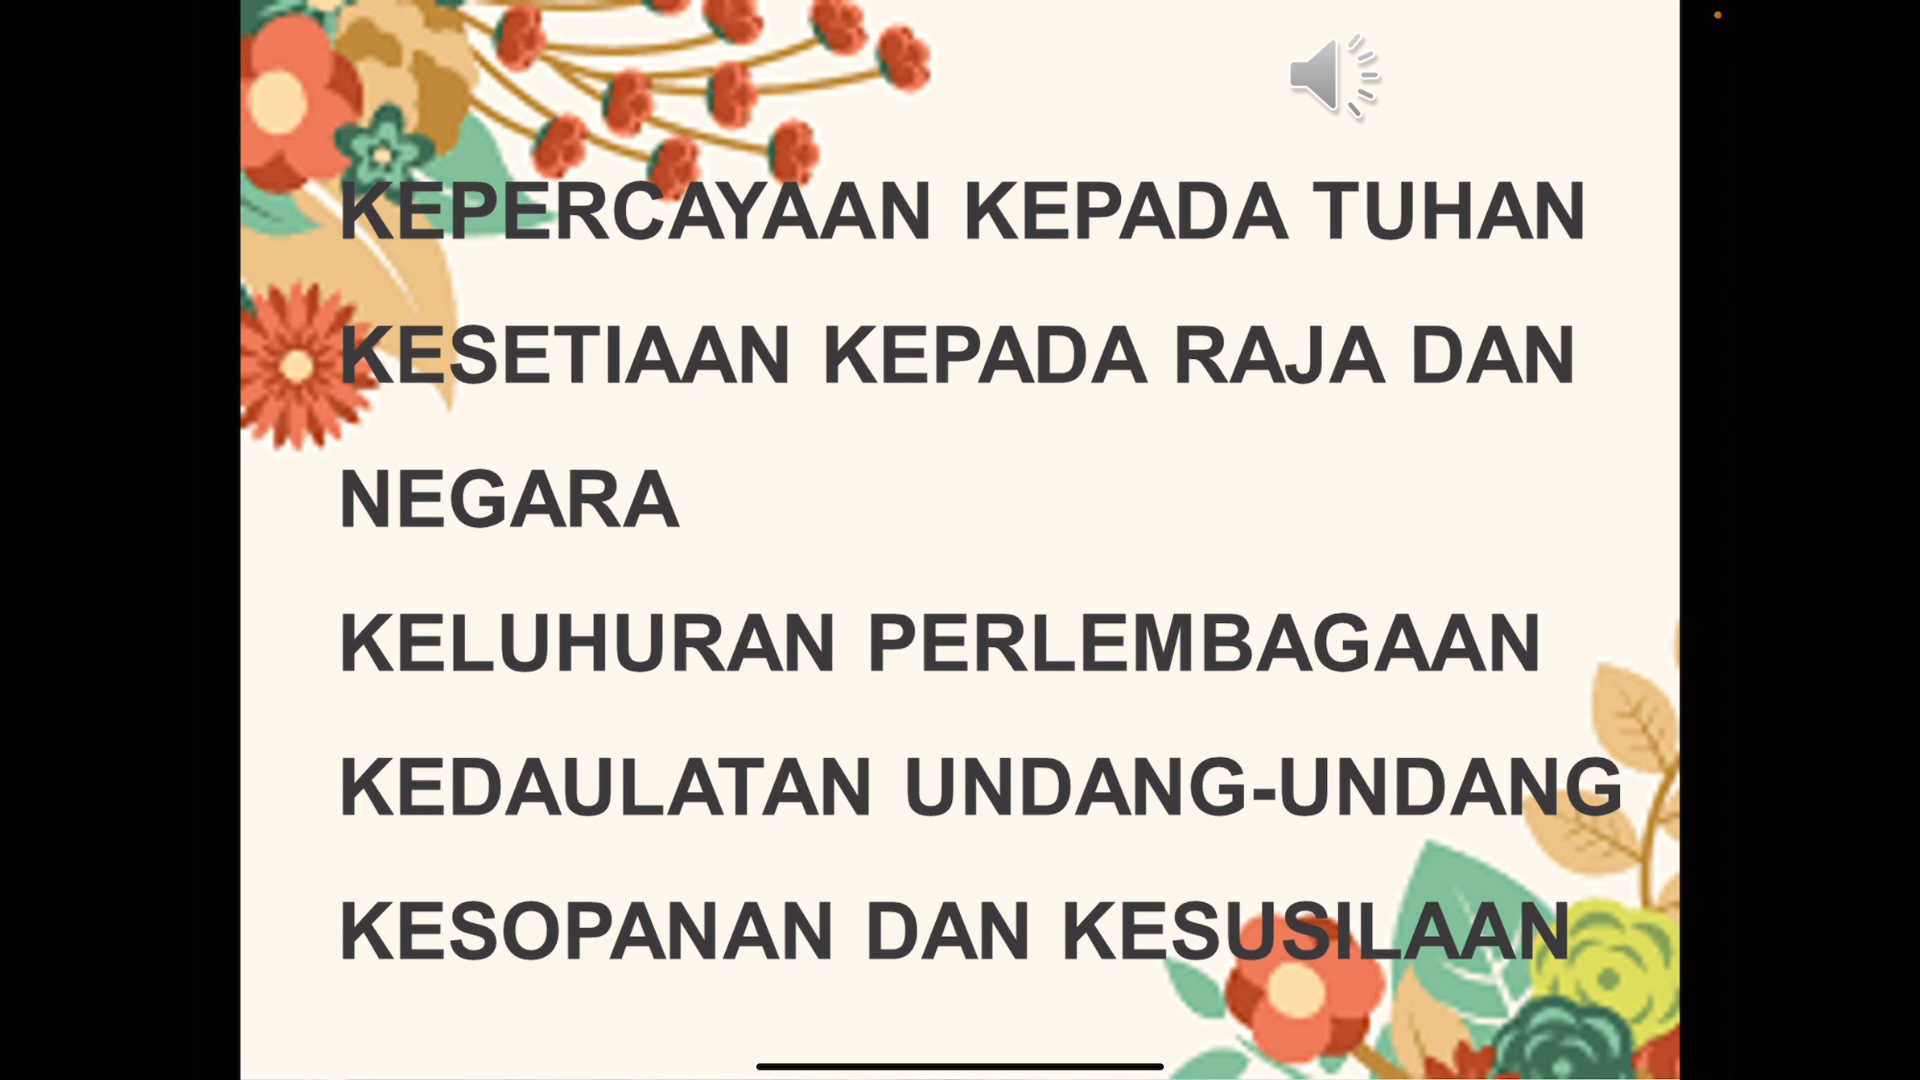 KEPERCAYAAN KEPADA TUHAN
KESETIAAN KEPADA RAJA DAN
NEGARA
KELUHURAN PERLEMBAGAAN
KEDAULATAN UNDANG-UNDANG
KESOPANAN DAN KESUSILAAN